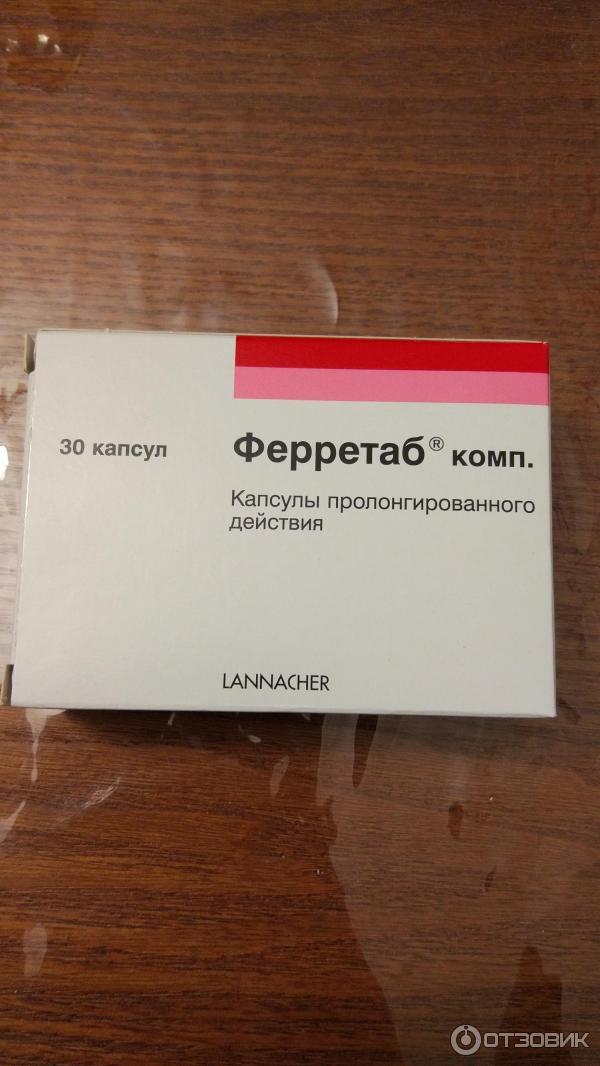 30 капсул
Ферретаб® комп.
Капсулы пролонгированного
действия
LANNACHER
ОТЗОВИК